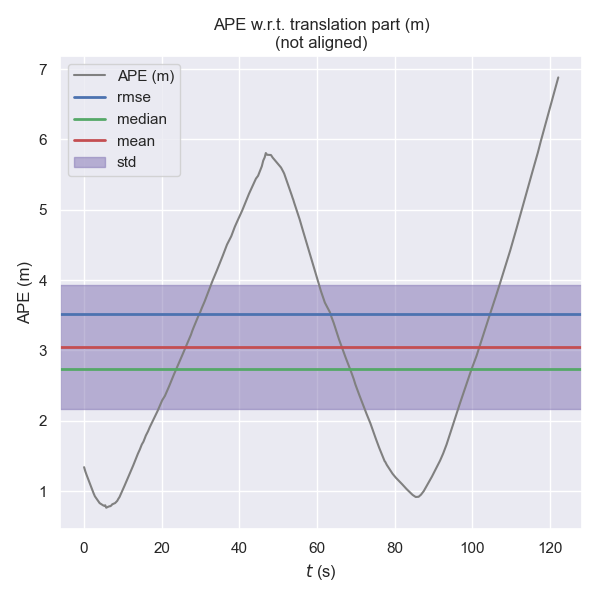 APE w.r.t. translation part (m)
(not aligned)
APE (m)
rmse
median
mean
std
7
6
5
4
3
2
1
APE (m)
0 20 40 60 80 100 120
t (s)